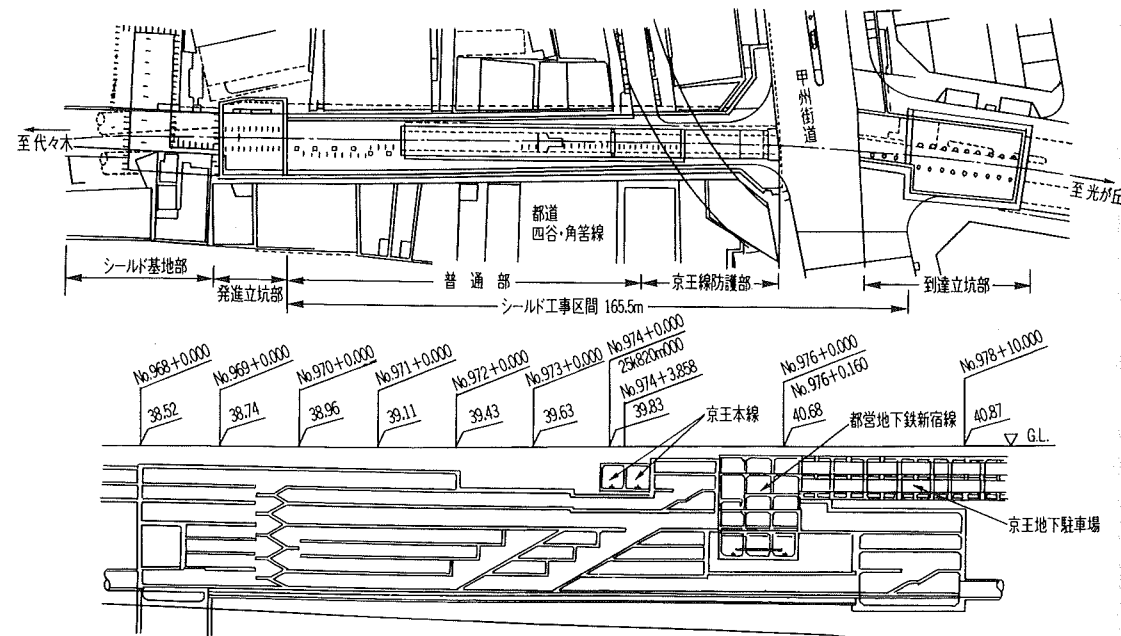 甲州街道
至代々木
至光が丘
都道
四谷・角筈線
シールド基地部
発進立坑部
普通部
京王線防護部
到達立坑部
シールド工事区間 165.5m
No.968+0.000
38.52
No.969+0.000
38.74
No.970+0.000
38.96
No.971+0.000
39.11
No.972+0.000
39.43
No.973+0.000
39.63
No.974+0.000
25k820m000
No.974+3.858
39.83
No.976+0.000
No.976+0.160
40.68
No.978+10.000
40.87
京王本線
都営地下鉄新宿線
G.L.
京王地下駐車場